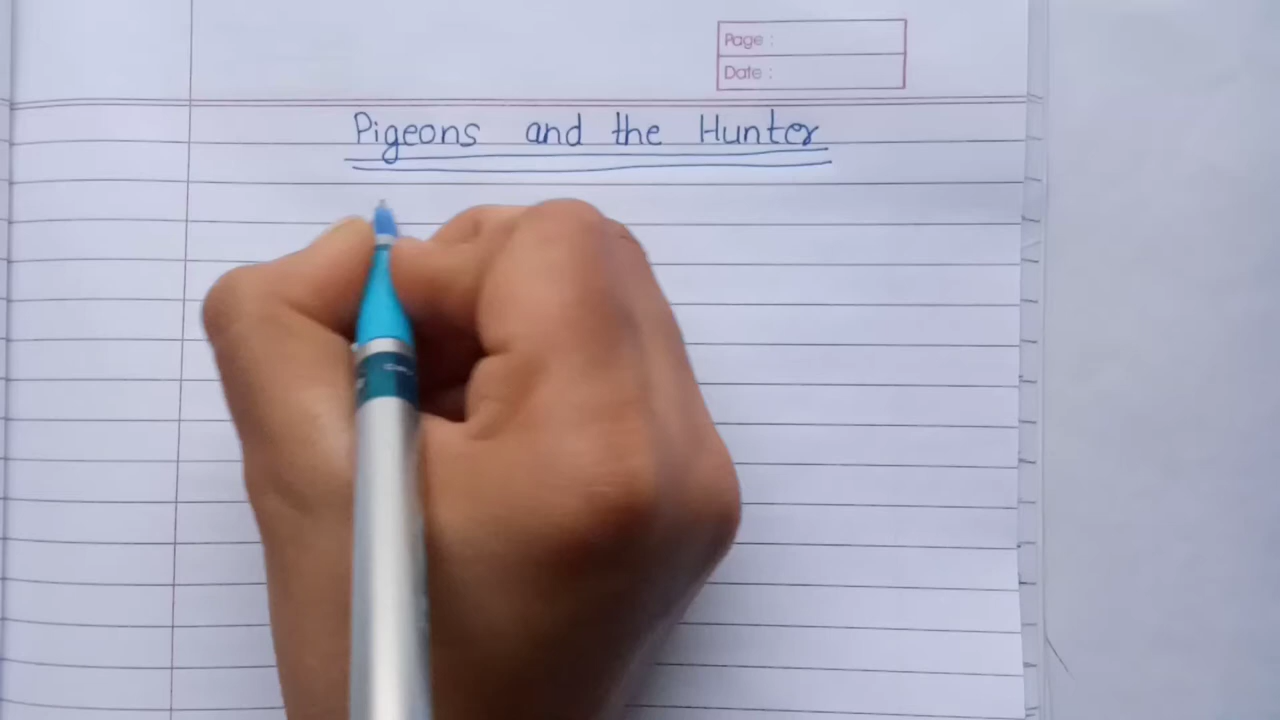 Page :
Date :
Pigeons and the Hunter